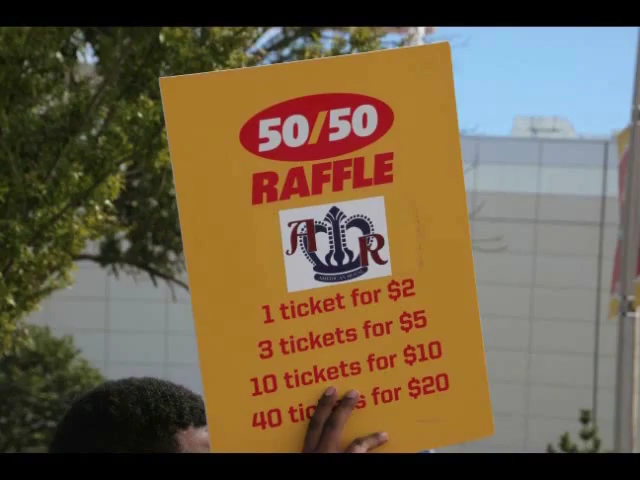 50/50
RAFFLE
A R
1 ticket for $2
3 tickets for $5
10 tickets for $10
40 for $20